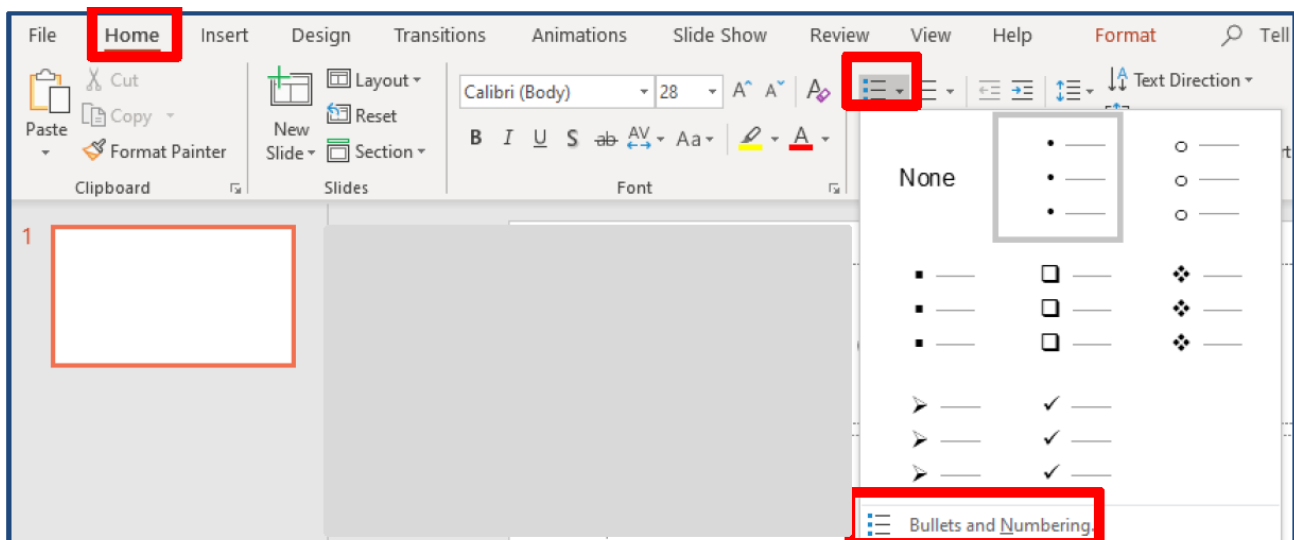 File Home Insert Design Transitions Animations Slide Show Review View Help Format Tell
Cut
Copy
Format Painter
Paste
Clipboard
New
Slide
Layout
Reset
Section
Slides
Calibri (Body) 28 A A A
B I U S ab AV Aa A
Font
Text Direction
None
1
Bullets and Numbering.